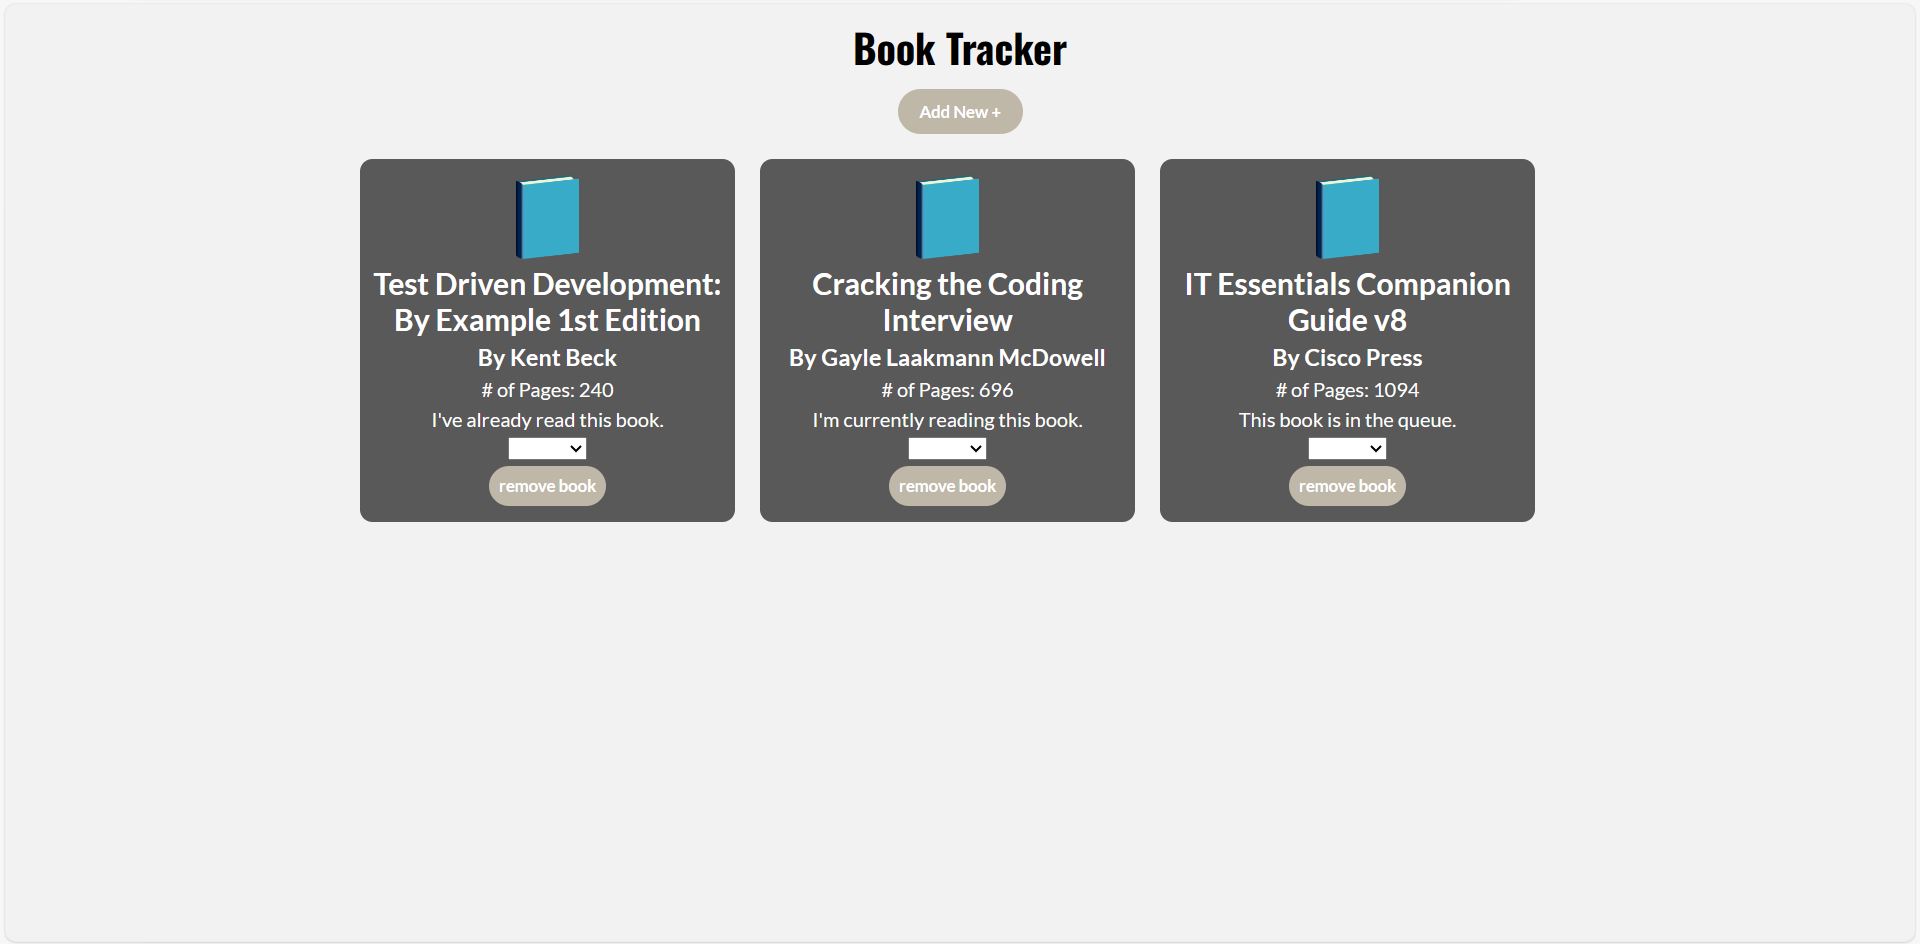 Book Tracker
Add New +
Test Driven Development:
By Example 1st Edition
By Kent Beck
# of Pages: 240
I've already read this book.
remove book
Cracking the Coding
Interview
By Gayle Laakmann McDowell
# of Pages: 696
I'm currently reading this book.
remove book
IT Essentials Companion
Guide v8
By Cisco Press
# of Pages: 1094
This book is in the queue.
remove book